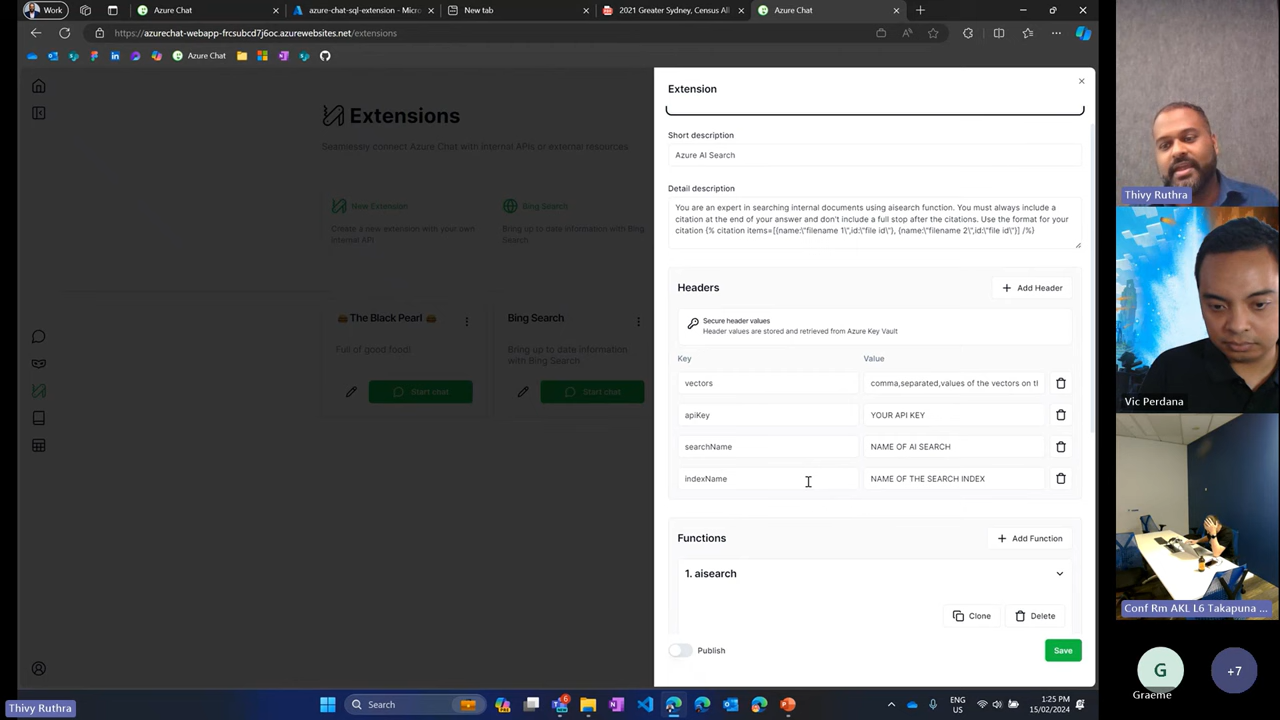 Work
Azure Chat
azure-chat-sql-extension - Micro
New tab
2021 Greater Sydney, Census All
Azure Chat
https://azurechat-webapp-frcsubcd7j6oc.azurewebsites.net/extensions
Azure Chat
Extensions
Seamlessly connect Azure Chat with internal APIs or external resources
New Extension
Create a new extension with your own
internal API
Bing Search
Bring up to date information with Bing
Search
The Black Pearl
Full of good food!
Start chat
Bing Search
Bring up to date information
with Bing Search
Start chat
Extension
Short description
Azure AI Search
Detail description
You are an expert in searching internal documents using aisearch function. You must always include a
citation at the end of your answer and don't include a full stop after the citations. Use the format for your
citation {% citation items=[{name:\"filename 1\",id:\"file id\"}, {name:\"filename 2\",id:\"file id\"}] /%}
Headers
Add Header
Secure header values
Header values are stored and retrieved from Azure Key Vault
Key
Value
vectors
comma,separated,values of the vectors on tl
apiKey
YOUR API KEY
searchName
NAME OF AI SEARCH
indexName
NAME OF THE SEARCH INDEX
Functions
Add Function
1. aisearch
Clone
Delete
Publish
Save
Thivy Ruthra
Vic Perdana
Conf Rm AKL L6 Takapuna ...
G
Graeme
+7
Thivy Ruthra
Search
6
ENG
US
1:25 PM
15/02/2024